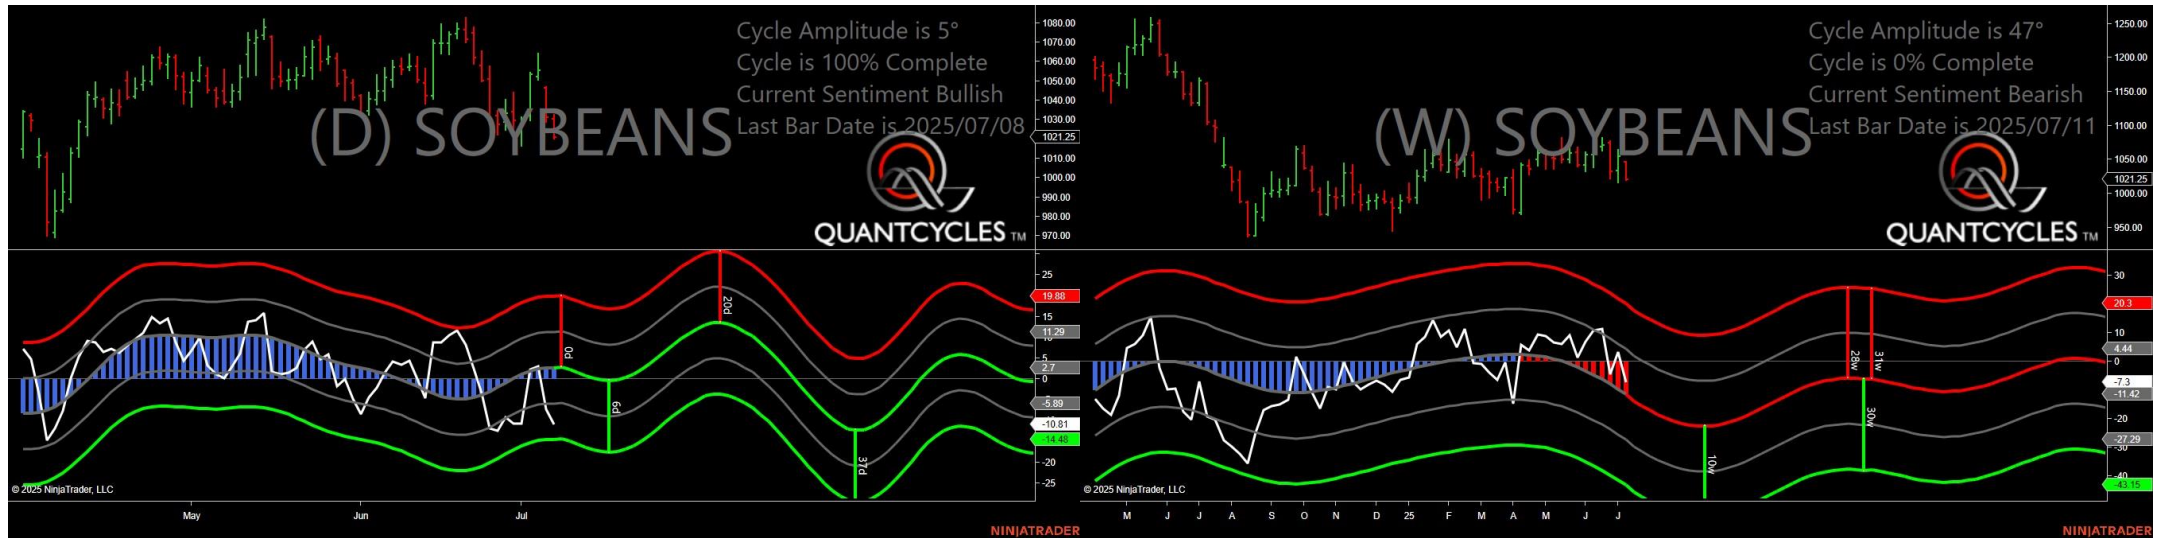 Cycle Amplitude is 5°
Cycle is 100% Complete
Current Sentiment Bullish
Last Bar Date is 2025/07/08
(D) SOYBEANS
QUANTCYCLES TM
1080.00
1070.00
1060.00
1050.00
1040.00
1030.00
1021.25
1010.00
1000.00
990.00
980.00
970.00
25
19.88
15
11.29
5
2.7
0
-5.89
-10.81
-14.48
-20
-25
0d
6d
20d
37d
© 2025 NinjaTrader, LLC
May Jun Jul
NINJATRADER
Cycle Amplitude is 47°
Cycle is 0% Complete
Current Sentiment Bearish
Last Bar Date is 2025/07/11
(W) SOYBEANS
QUANTCYCLES TM
1250.00
1200.00
1150.00
1100.00
1050.00
1021.25
1000.00
950.00
30
20.3
10
4.44
0
-7.3
-11.42
-20
-27.29
-30
-40
-43.15
10w
28w
31w
30w
© 2025 NinjaTrader, LLC
M J J A S O N D 25 F M A M J J
NINJATRADER